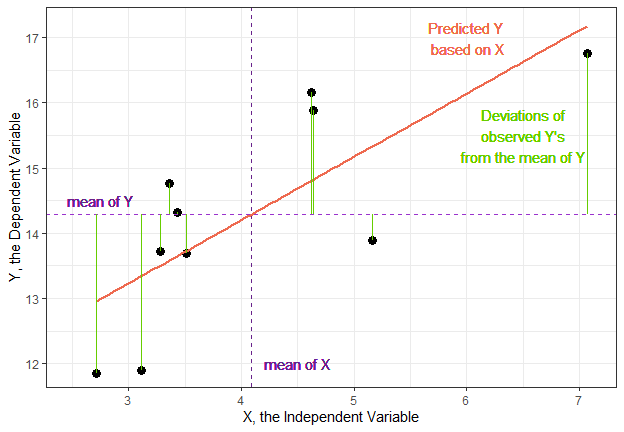 Predicted Y
based on X
Deviations of
observed Y's
from the mean of Y
mean of Y
mean of X
17
16
15
14
13
12
3
4
5
6
7
Y, the Dependent Variable
X, the Independent Variable